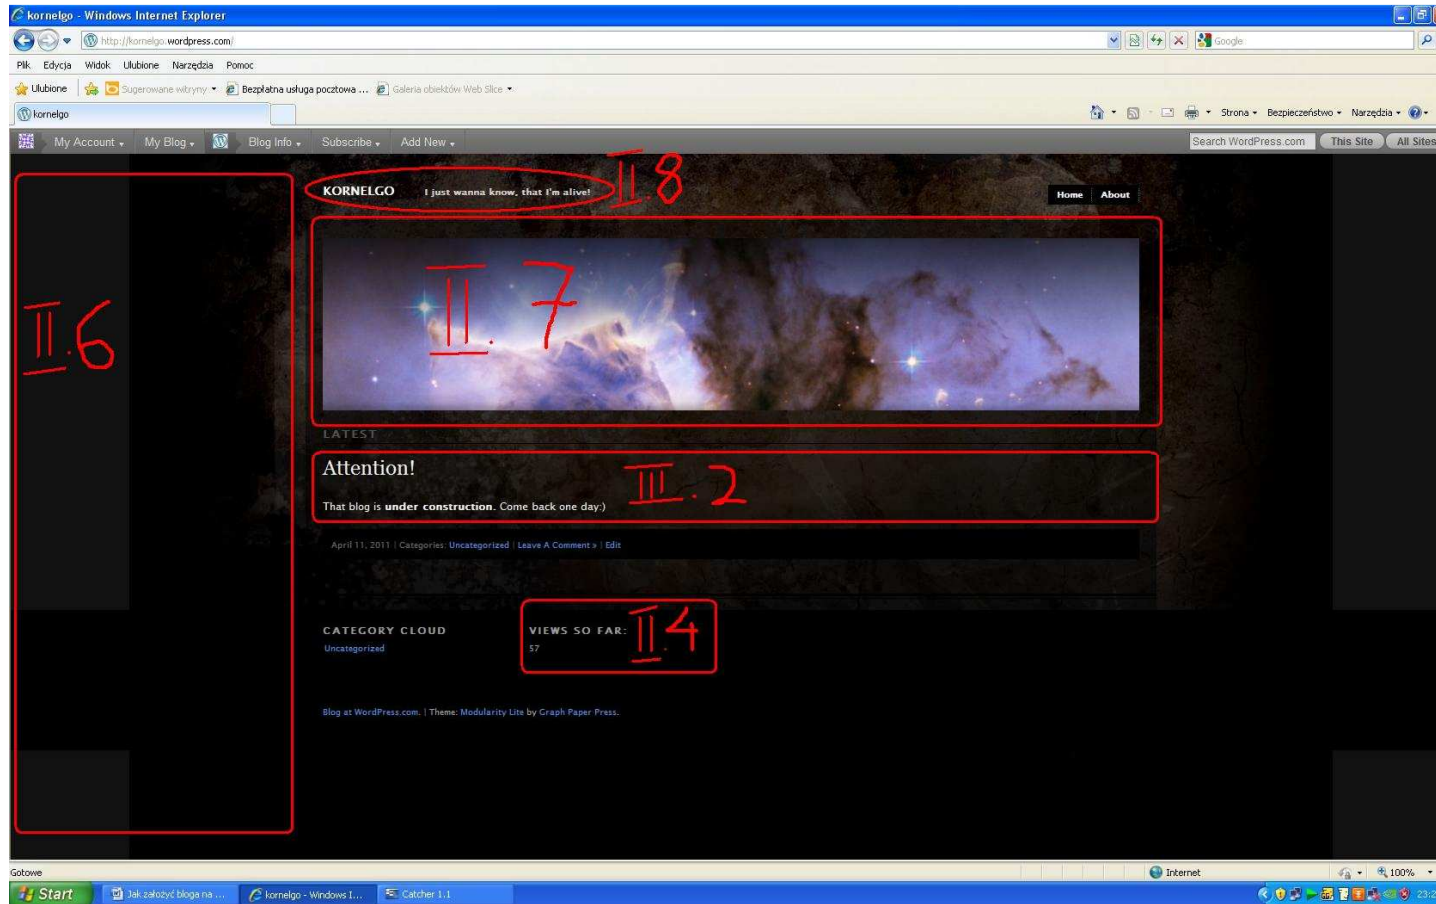 kornelgo - Windows Internet Explorer
http://kornelgo.wordpress.com/
Google
Plik Edycja Widok Ulubione Narzędzia Pomoc
Ulubione Sugerowane witryny Bezpłatna usługa pocztowa ... Galeria obiektów Web Slice
kornelgo
Strona Bezpieczeństwo Narzędzia
My Account My Blog Blog Info Subscribe Add New
Search WordPress.com This Site All Sites
KORNELGO I just wanna know, that I'm alive! II.8
Home About
II.7
II.6
LATEST
Attention!
III.2
That blog is under construction. Come back one day:)
April 11, 2011 | Categories: Uncategorized | Leave A Comment » | Edit
CATEGORY CLOUD VIEWS SO FAR: II.4
Uncategorized 57
Blog at WordPress.com. | Theme: Modularity Lite by Graph Paper Press.
Gotowe Internet 100%
Start Jak założyć bloga na ... kornelgo - Windows I... Catcher 1.1